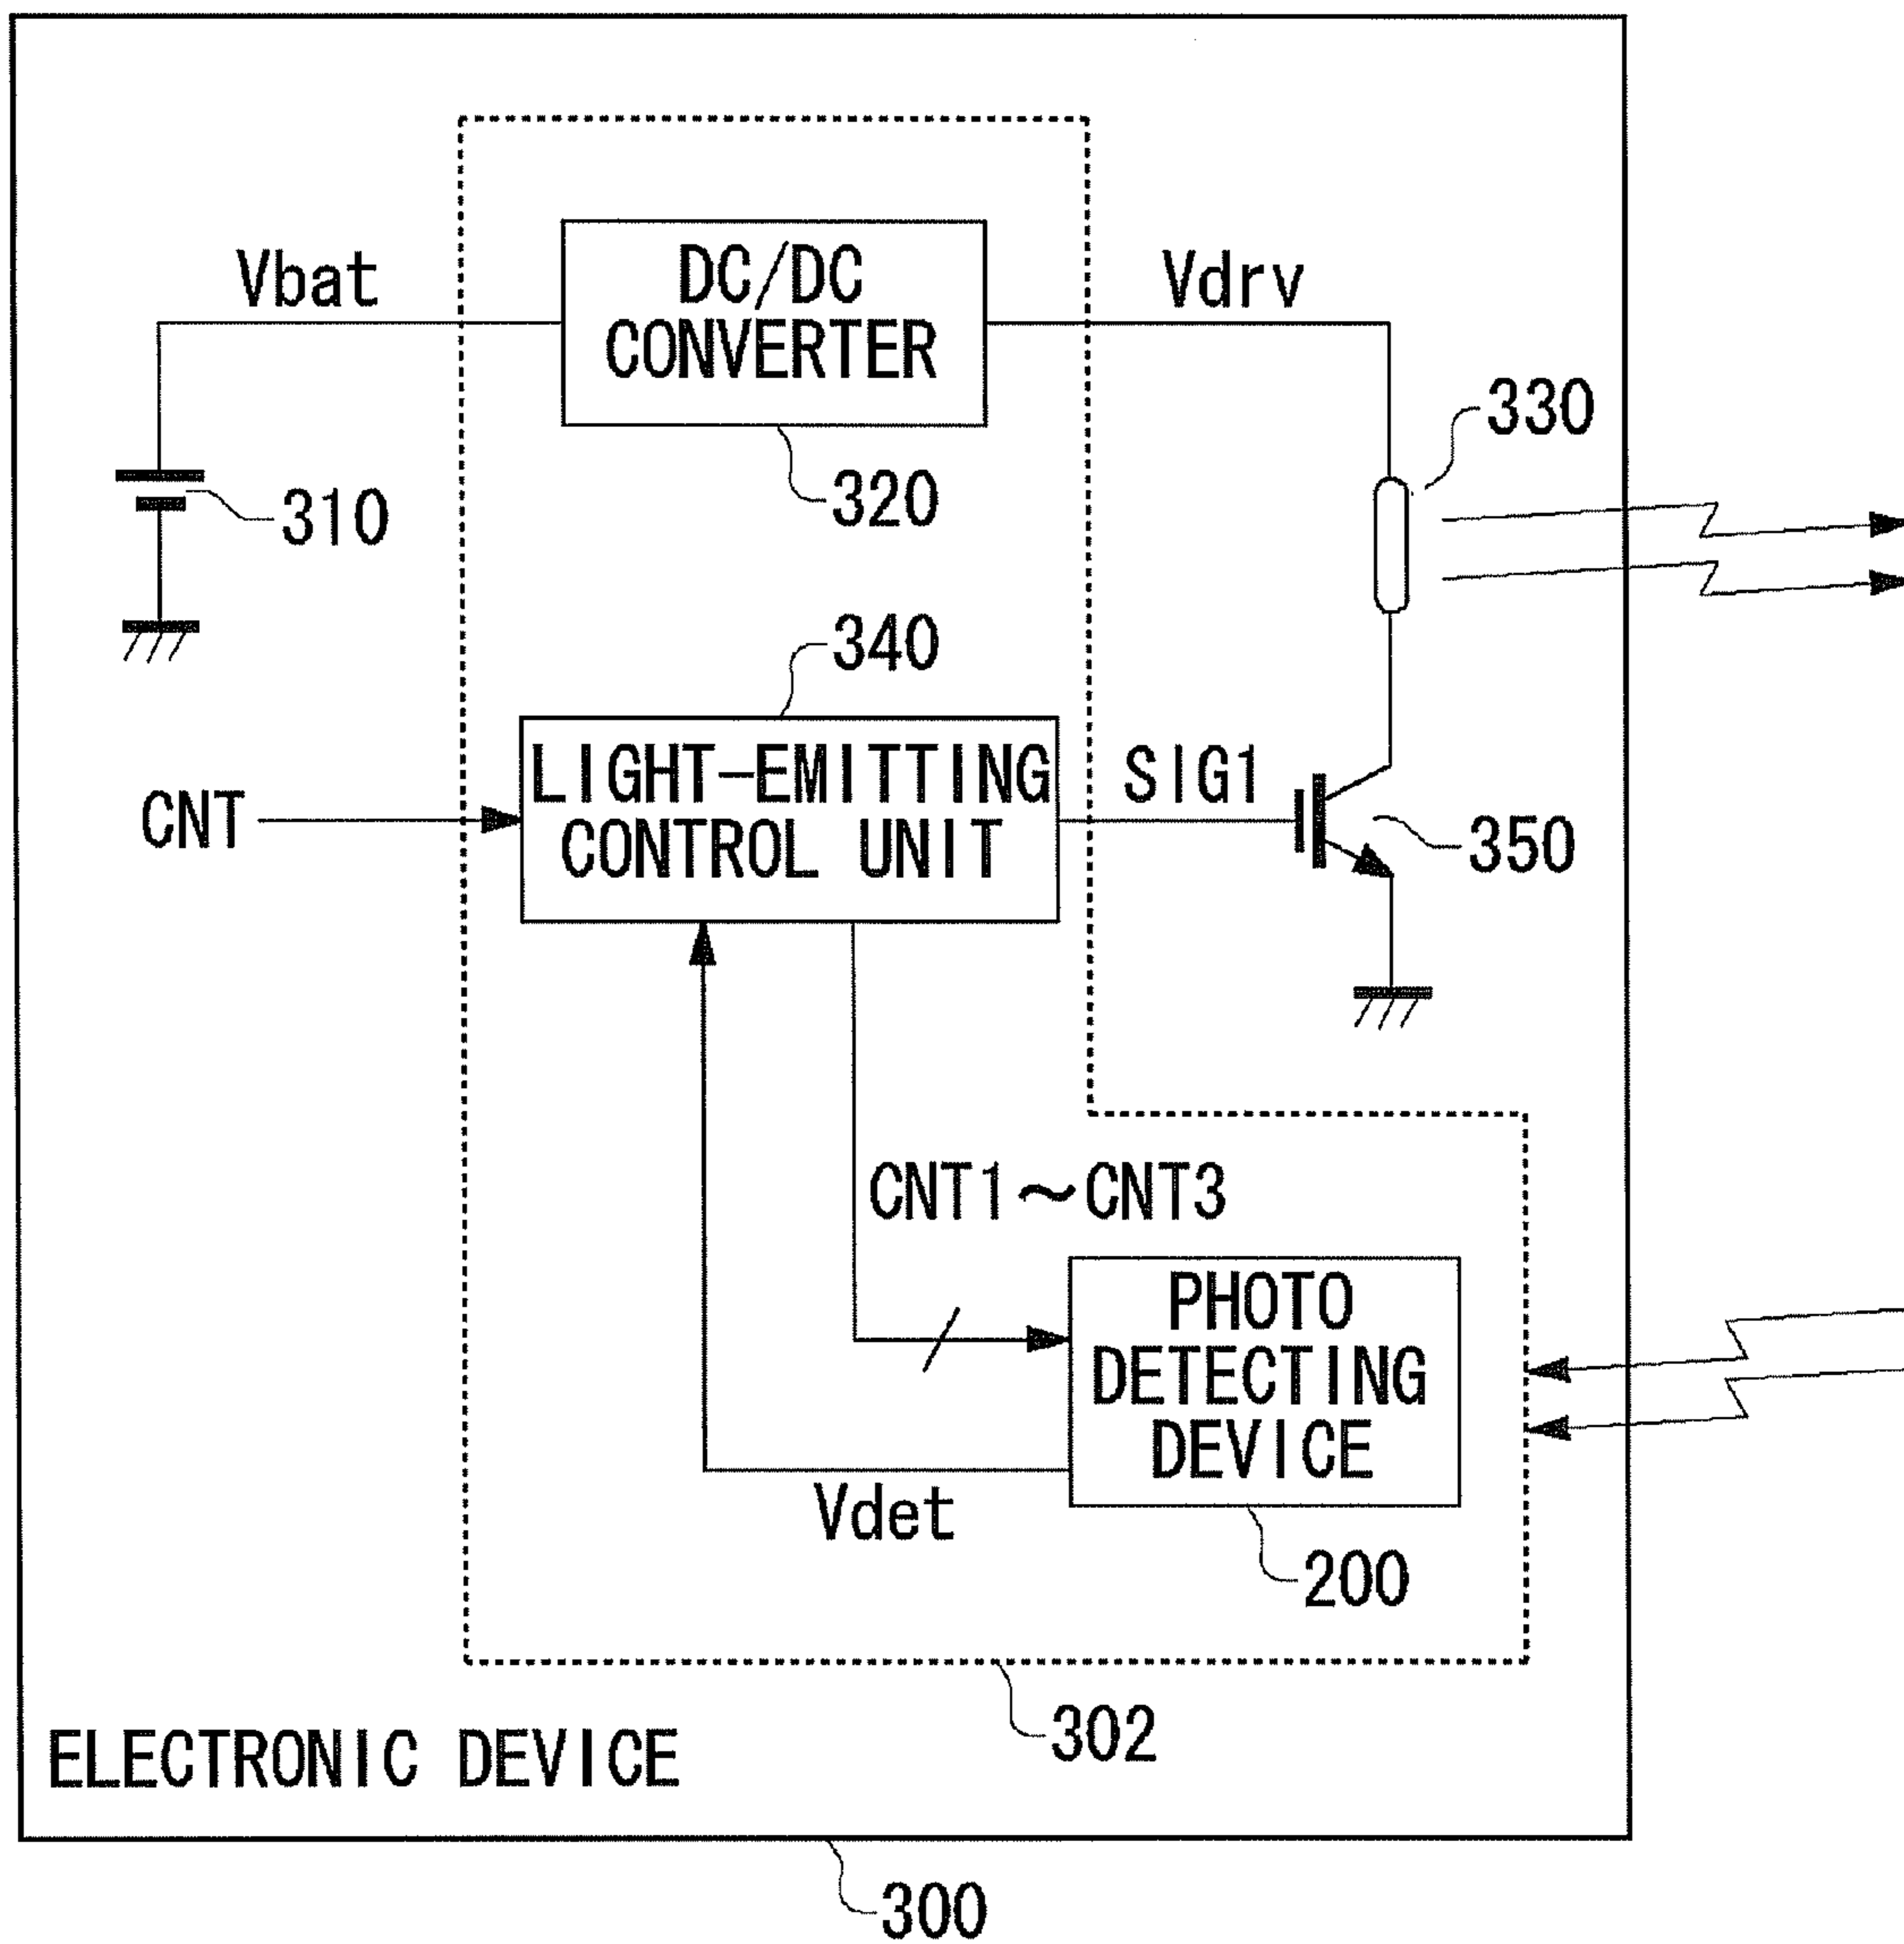 Vbat
DC/DC
CONVERTER
Vdrv
330
310
320
340
CNT
LIGHT-EMITTING
CONTROL UNIT
SIG1
350
CNT1～CNT3
PHOTO
DETECTING
DEVICE
Vdet
200
302
ELECTRONIC DEVICE
300